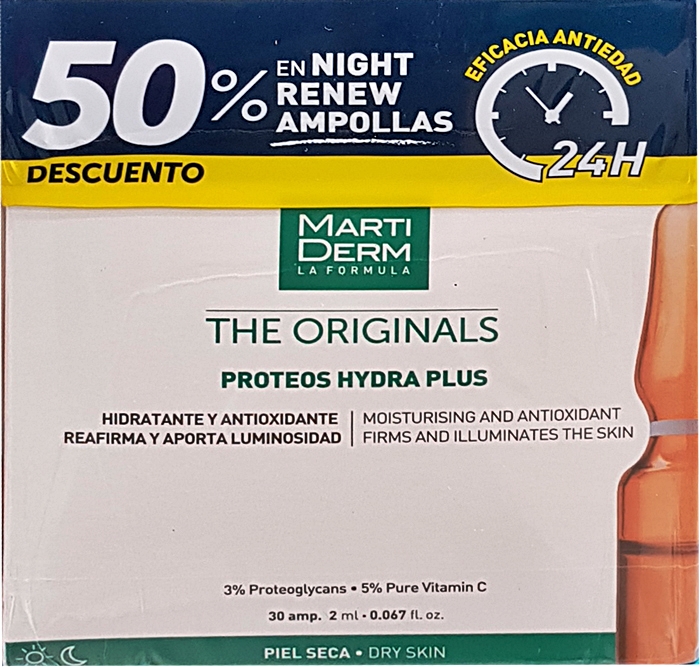 50%
EN NIGHT
RENEW
AMPOLLAS
DESCUENTO
EFICACIA ANTIEDAD
24H
MARTI
DERM
LA FORMULA
THE ORIGINALS
PROTEOS HYDRA PLUS
HIDRATANTE Y ANTIOXIDANTE
REAFIRMA Y APORTA LUMINOSIDAD
MOISTURISING AND ANTIOXIDANT
FIRMS AND ILLUMINATES THE SKIN
3% Proteoglycans • 5% Pure Vitamin C
30 amp. 2 ml • 0.067 fl. oz.
PIEL SECA • DRY SKIN